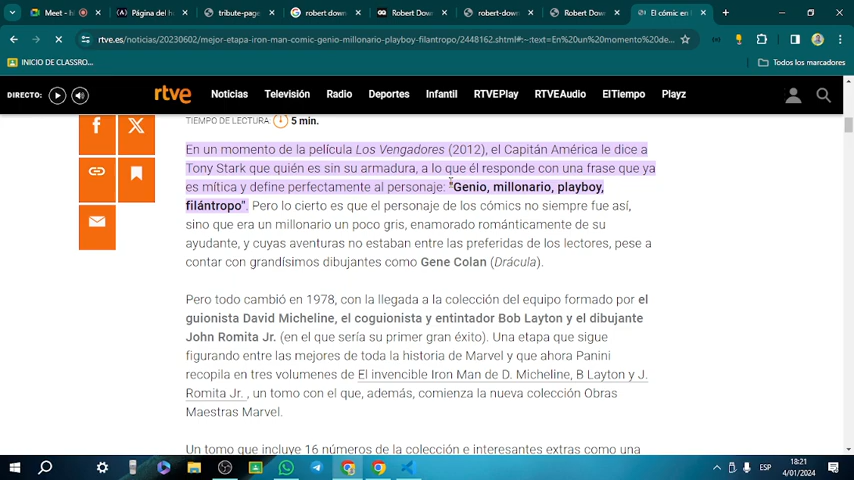 Meet - h
Página del h
tribute-page
robert down
Robert Down
robert-down
Robert Down
El cómic en
rtve.es/noticias/20230602/mejor-etapa-iron-man-comic-genio-millonario-playboy-filantropo/2448162.shtml#:~:text=En%20un%20momento%20de...
INICIO DE CLASSRO...
Todos los marcadores
DIRECTO:
rtve
Noticias
Televisión
Radio
Deportes
Infantil
RTVEPlay
RTVEAudio
ElTiempo
Playz
TIEMPO DE LECTURA: 5 min.
En un momento de la película Los Vengadores (2012), el Capitán América le dice a
Tony Stark que quién es sin su armadura, a lo que él responde con una frase que ya
es mítica y define perfectamente al personaje: "Genio, millonario, playboy,
filántropo". Pero lo cierto es que el personaje de los cómics no siempre fue así,
sino que era un millonario un poco gris, enamorado románticamente de su
ayudante, y cuyas aventuras no estaban entre las preferidas de los lectores, pese a
contar con grandísimos dibujantes como Gene Colan (Drácula).
Pero todo cambió en 1978, con la llegada a la colección del equipo formado por el
guionista David Micheline, el coguionista y entintador Bob Layton y el dibujante
John Romita Jr. (en el que sería su primer gran éxito). Una etapa que sigue
figurando entre las mejores de toda la historia de Marvel y que ahora Panini
recopila en tres volumenes de El invencible Iron Man de D. Micheline, B Layton y J.
Romita Jr. , un tomo con el que, además, comienza la nueva colección Obras
Maestras Marvel.
Un tomo que incluye 16 números de la colección e interesantes extras como una
ESP
18:21
4/01/2024